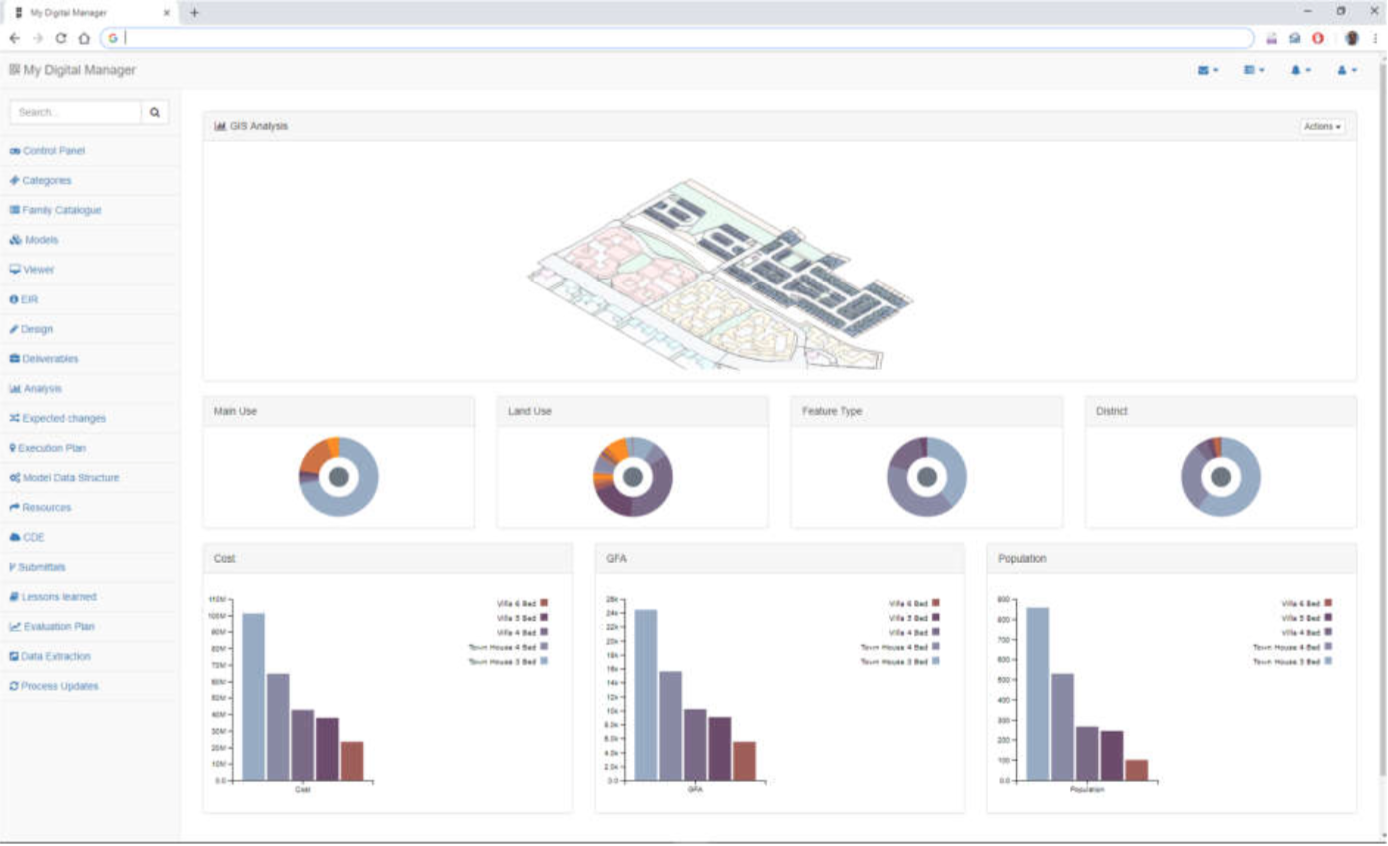 My Digital Manager
My Digital Manager
Search...
Control Panel
Categories
Family Catalogue
Models
Viewer
EIR
Design
Deliverables
Analysis
Expected changes
Execution Plan
Model Data Structure
Resources
CDE
Submittals
Lessons learned
Evaluation Plan
Data Extraction
Process Updates
GIS Analysis
Actions
Main Use
Land Use
Feature Type
District
Cost
110M
100M
90M
80M
70M
60M
50M
40M
30M
20M
10M
0.0
Cost
Villa 6 Bed
Villa 5 Bed
Villa 4 Bed
Town House 4 Bed
Town House 3 Bed
GFA
26k
24k
22k
20k
18k
16k
14k
12k
10k
8.0k
6.0k
4.0k
2.0k
0.0
GFA
Villa 6 Bed
Villa 5 Bed
Villa 4 Bed
Town House 4 Bed
Town House 3 Bed
Population
900
800
700
600
500
400
300
200
100
0.0
Population
Villa 6 Bed
Villa 5 Bed
Villa 4 Bed
Town House 4 Bed
Town House 3 Bed